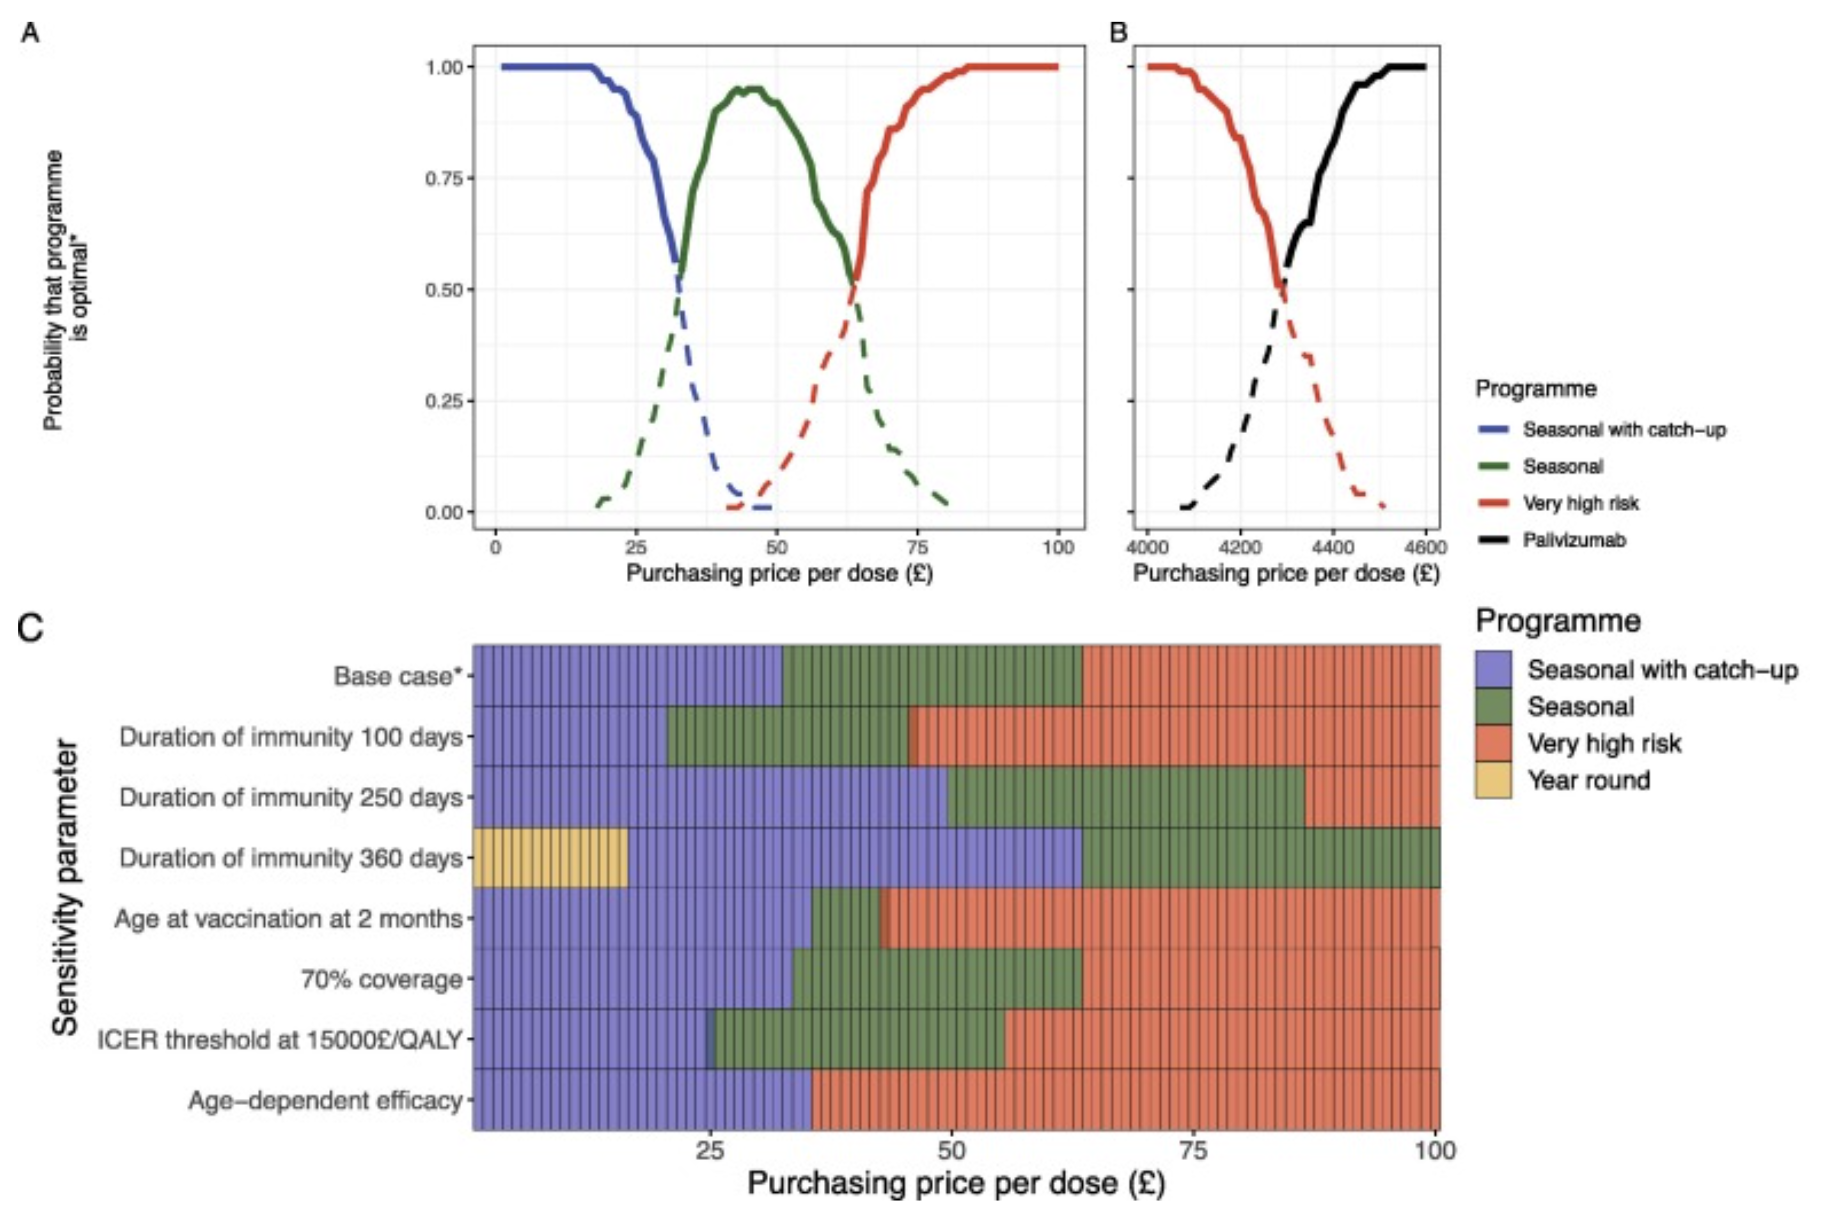 A
B
1.00
0.75
0.50
0.25
0.00
Probability that programme
is optimal*
0
25
50
75
100
Purchasing price per dose (£)
4000
4200
4400
4600
Purchasing price per dose (£)
Programme
Seasonal with catch-up
Seasonal
Very high risk
Palivizumab
C
Sensitivity parameter
Base case*
Duration of immunity 100 days
Duration of immunity 250 days
Duration of immunity 360 days
Age at vaccination at 2 months
70% coverage
ICER threshold at 15000£/QALY
Age-dependent efficacy
25
50
75
100
Purchasing price per dose (£)
Programme
Seasonal with catch-up
Seasonal
Very high risk
Year round